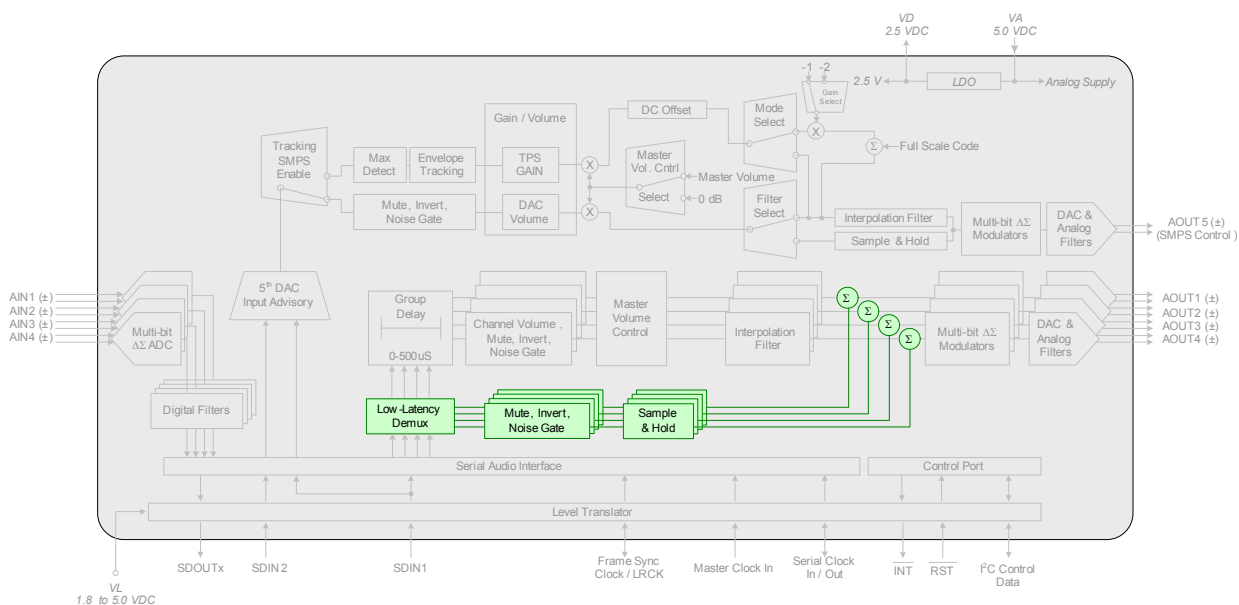 VD
2.5 VDC
VA
5.0 VDC
-1 -2
Gain
Select
2.5 V
LDO
Analog Supply
Mode
Select
X
DC Offset
Gain / Volume
Tracking
SMPS
Enable
Max
Detect
Envelope
Tracking
TPS
GAIN
X
Master
Vol. Cntrl
Select
Master Volume
0 dB
Σ
Full Scale Code
Mute, Invert,
Noise Gate
DAC
Volume
X
Filter
Select
Interpolation Filter
Sample & Hold
Multi-bit ΔΣ
Modulators
DAC &
Analog
Filters
AOUT5 (±)
(SMPS Control)
AIN1 (±)
AIN2 (±)
AIN3 (±)
AIN4 (±)
Multi-bit
ΔΣ ADC
5th DAC
Input Advisory
Group
Delay
0-500uS
Channel Volume,
Mute, Invert,
Noise Gate
Master
Volume
Control
Interpolation
Filter
Σ
Σ
Σ
Σ
Multi-bit ΔΣ
Modulators
DAC &
Analog
Filters
AOUT1 (±)
AOUT2 (±)
AOUT3 (±)
AOUT4 (±)
Digital Filters
Low-Latency
Demux
Mute, Invert,
Noise Gate
Sample
& Hold
Serial Audio Interface
Control Port
Level Translator
VL
1.8 to 5.0 VDC
SDOUTx
SDIN2
SDIN1
Frame Sync
Clock / LRCK
Master Clock In
Serial Clock
In / Out
INT
RST
I²C Control
Data